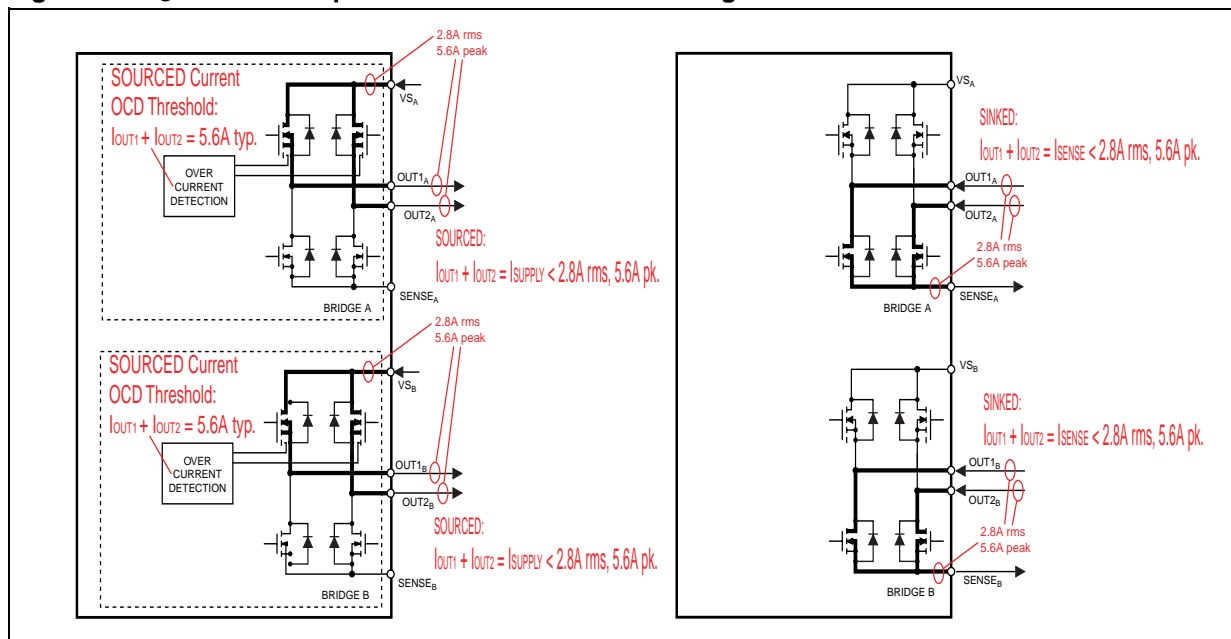 2.8A rms
5.6A peak
SOURCED Current
OCD Threshold:
IOUT1 + IOUT2 = 5.6A typ.
VSA
OVER
CURRENT
DETECTION
OUT1A
OUT2A
SOURCED:
IOUT1 + IOUT2 = ISUPPLY < 2.8A rms, 5.6A pk.
SENSEA
BRIDGE A
2.8A rms
5.6A peak
SOURCED Current
OCD Threshold:
IOUT1 + IOUT2 = 5.6A typ.
VSB
OVER
CURRENT
DETECTION
OUT1B
OUT2B
SOURCED:
IOUT1 + IOUT2 = ISUPPLY < 2.8A rms, 5.6A pk.
SENSEB
BRIDGE B
VSA
SINKED:
IOUT1 + IOUT2 = ISENSE < 2.8A rms, 5.6A pk.
OUT1A
OUT2A
2.8A rms
5.6A peak
SENSEA
BRIDGE A
VSB
SINKED:
IOUT1 + IOUT2 = ISENSE < 2.8A rms, 5.6A pk.
OUT1B
OUT2B
2.8A rms
5.6A peak
SENSEB
BRIDGE B